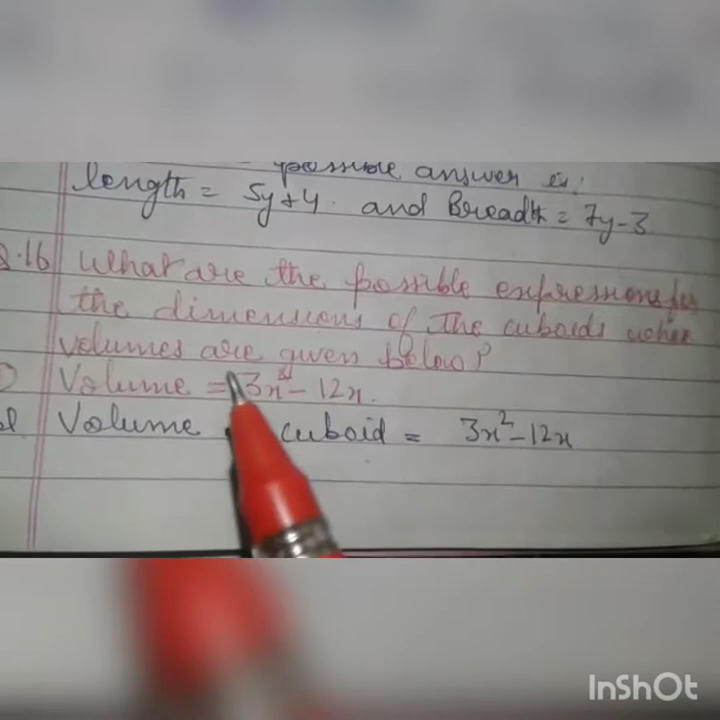 possible answer is:
length = 5y+4. and Breadth = 7y-3
Q.16 What are the possible expressions for
the dimensions of the cuboids whose
volumes are given below?
Volume = 3x² - 12x.
Volume cuboid = 3x²-12x
InShOt